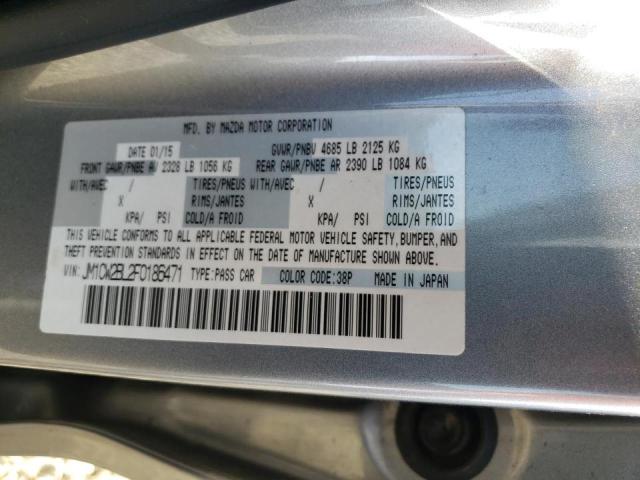 MFD. BY MAZDA MOTOR CORPORATION
DATE 01/15 GVWR/PNBV 4685 LB 2125 KG
FRONT GAWR/PNBE AV 2328 LB 1056 KG REAR GAWR/PNBE AR 2390 LB 1084 KG
WITH/AVEC / TIRES/PNEUS WITH/AVEC / TIRES/PNEUS
X RIMS/JANTES X RIMS/JANTES
KPA/ PSI COLD/A FROID KPA/ PSI COLD/A FROID
THIS VEHICLE CONFORMS TO ALL APPLICABLE FEDERAL MOTOR VEHICLE SAFETY, BUMPER, AND
THEFT PREVENTION STANDARDS IN EFFECT ON THE DATE OF MANUFACTURE SHOWN ABOVE.
VIN: JM1CW2BL2F0186471 TYPE:PASS CAR COLOR CODE:38P MADE IN JAPAN